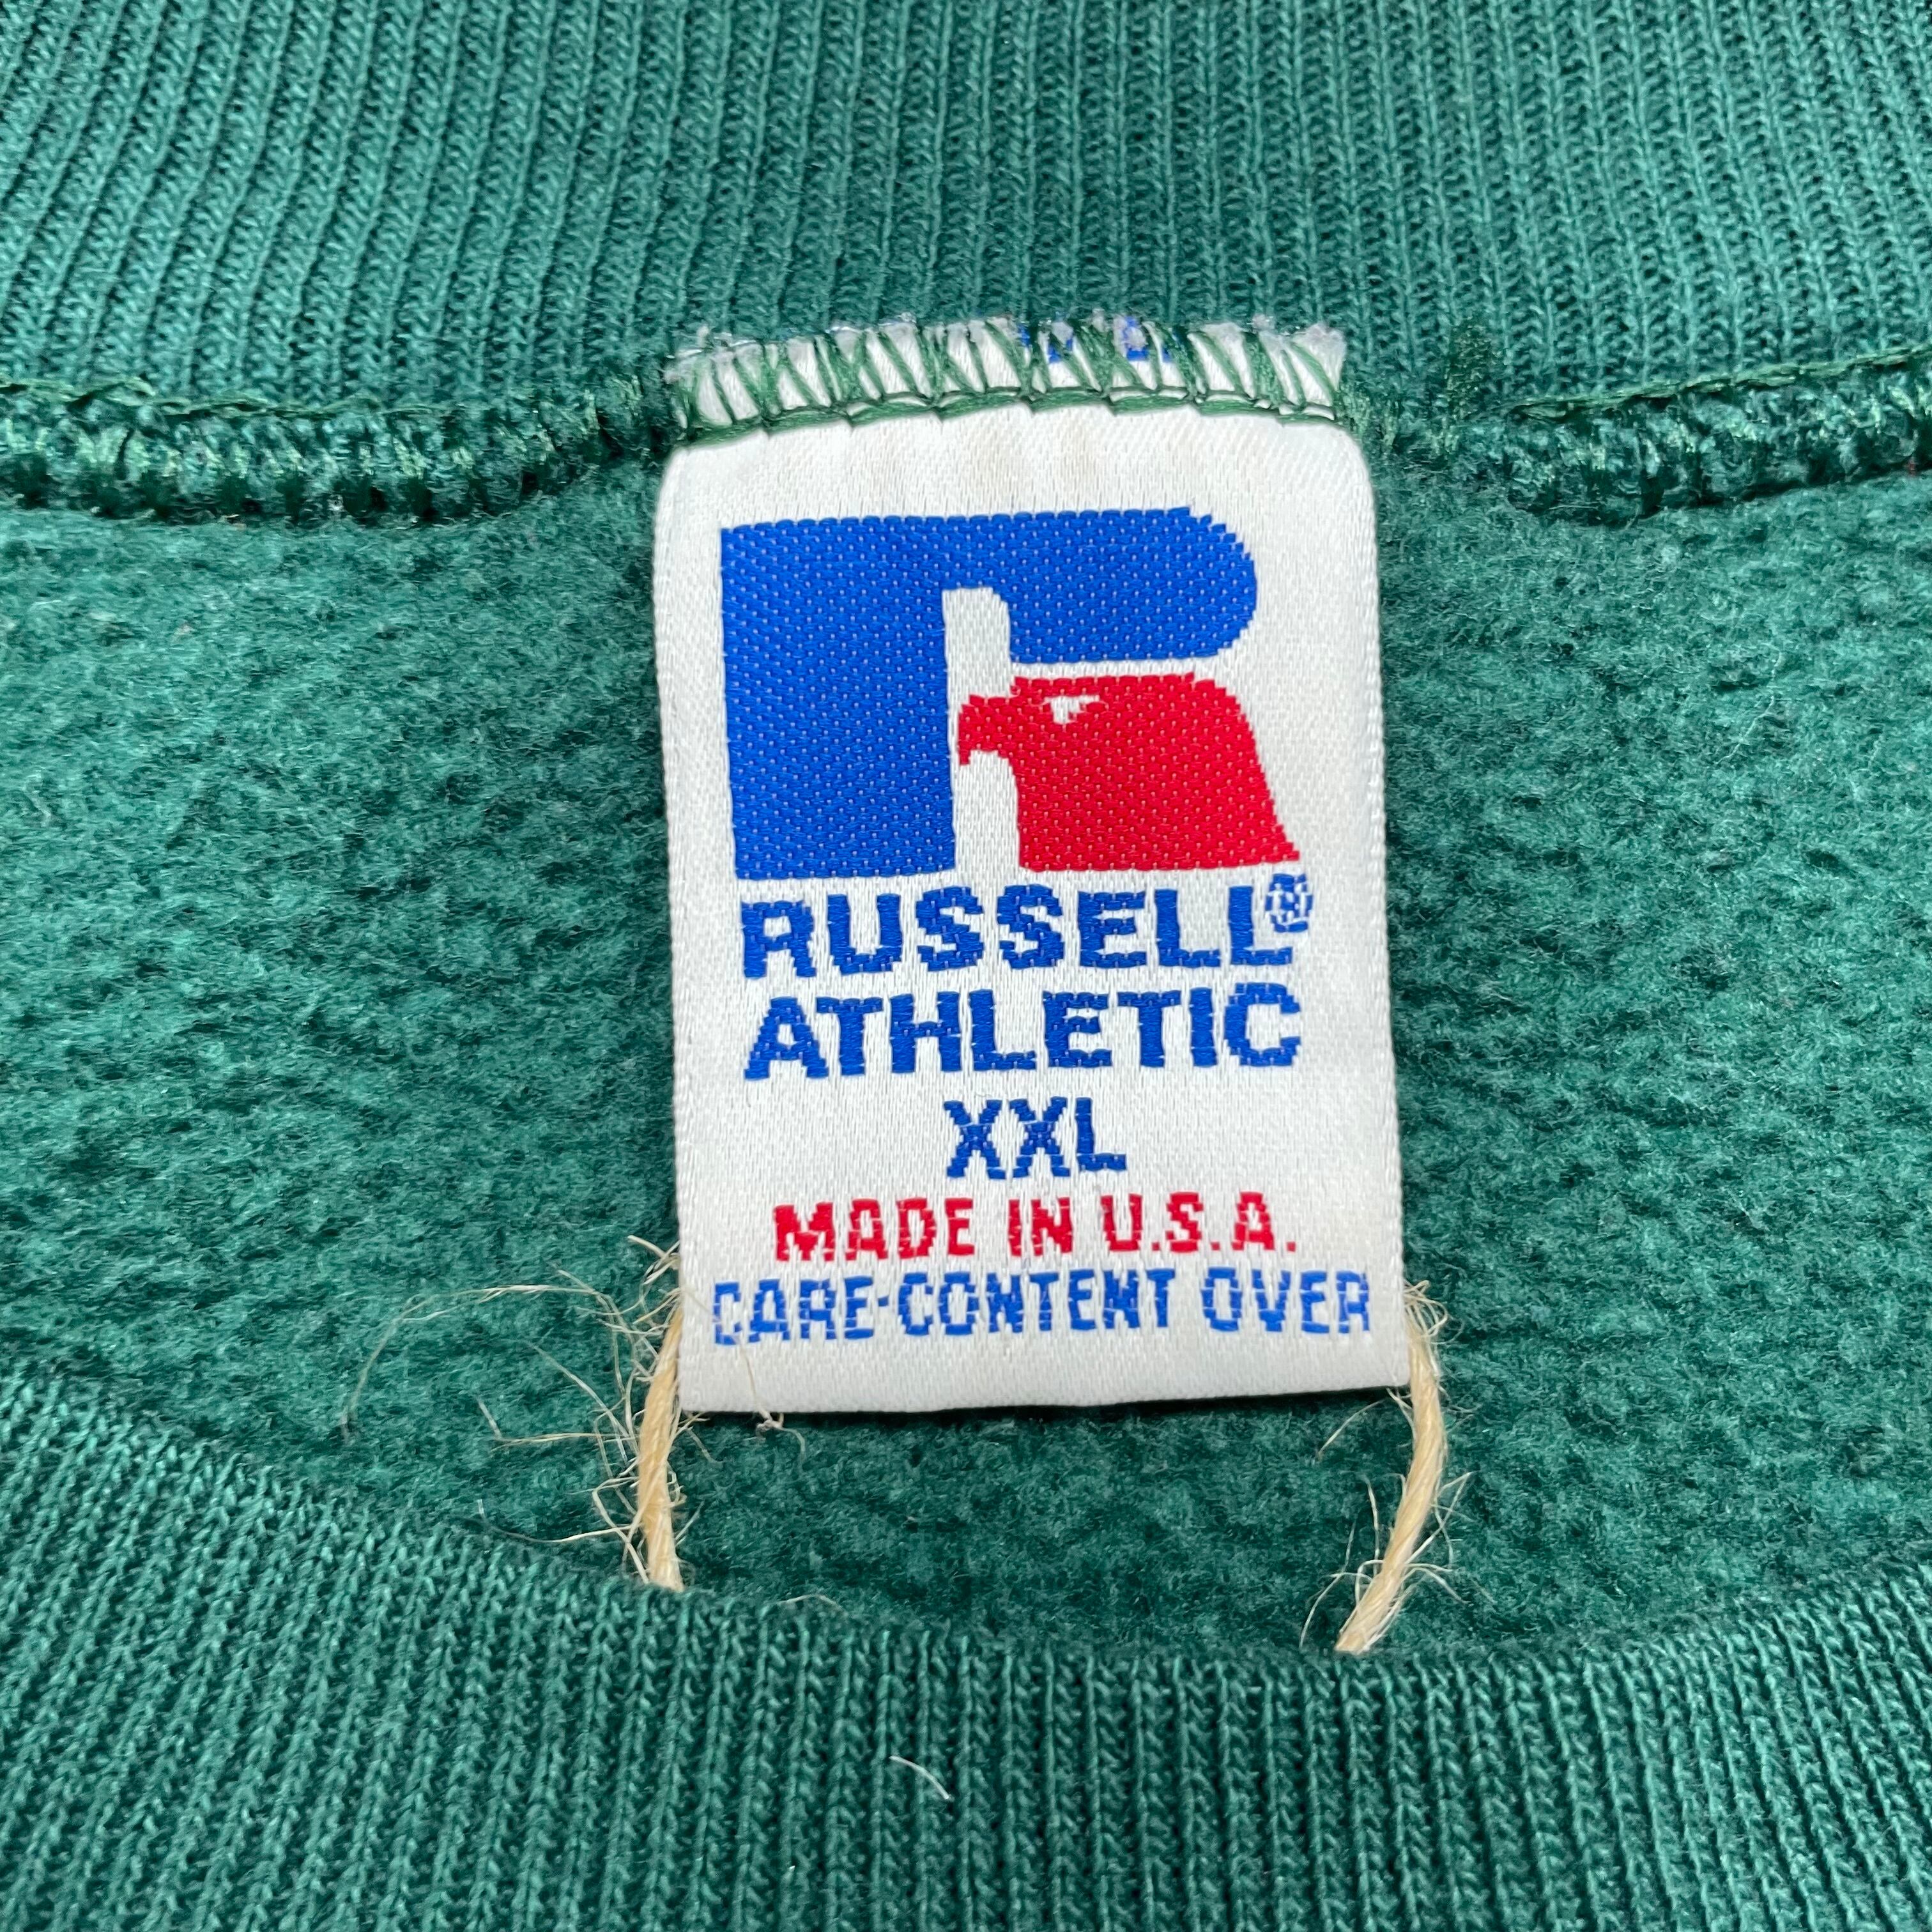 RUSSELL®
ATHLETIC
XXL
MADE IN U.S.A.
CARE·CONTENT OVER